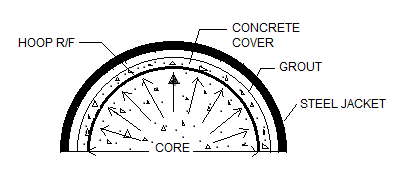 CONCRETE
COVER
HOOP R/F
GROUT
STEEL JACKET
CORE